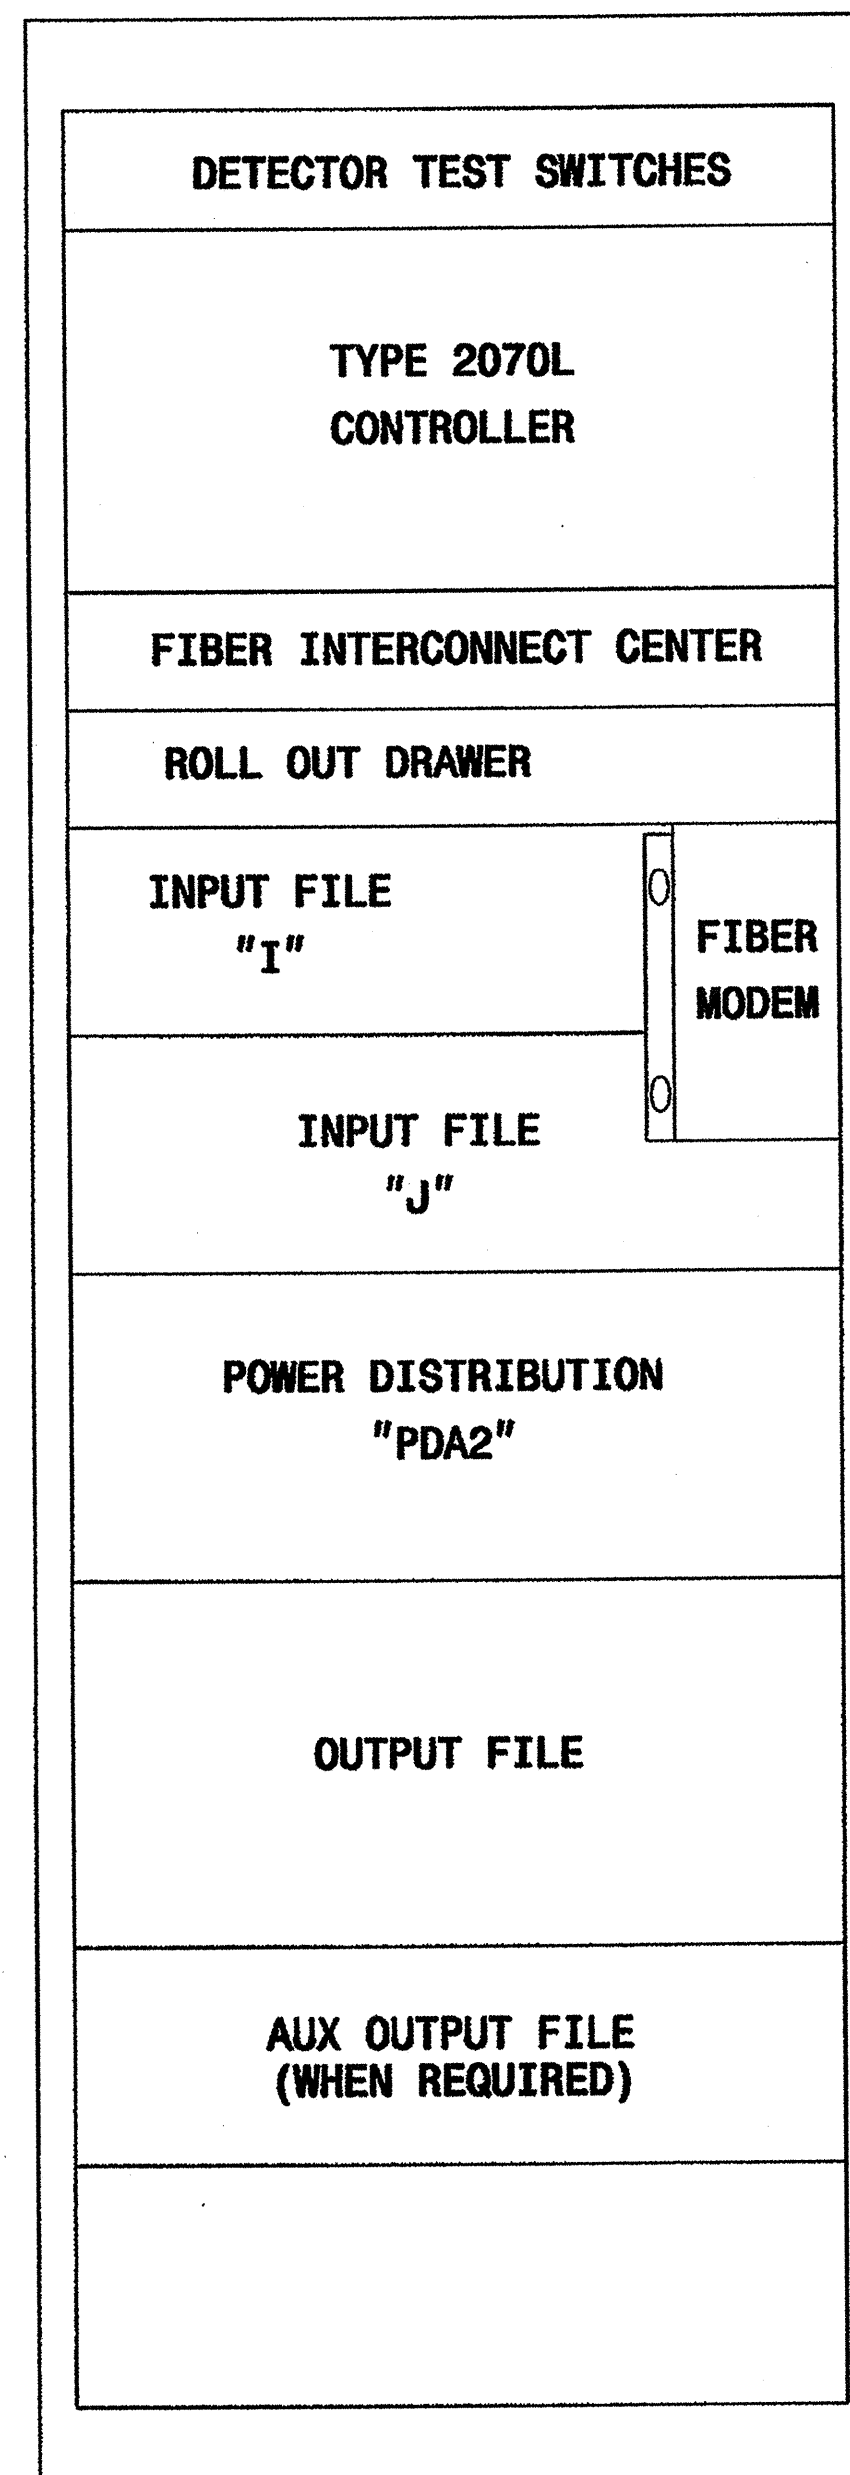 DETECTOR TEST SWITCHES
TYPE 2070L
CONTROLLER
FIBER INTERCONNECT CENTER
ROLL OUT DRAWER
INPUT FILE
"I"
FIBER
MODEM
INPUT FILE
"J"
POWER DISTRIBUTION
"PDA2"
OUTPUT FILE
AUX OUTPUT FILE
(WHEN REQUIRED)